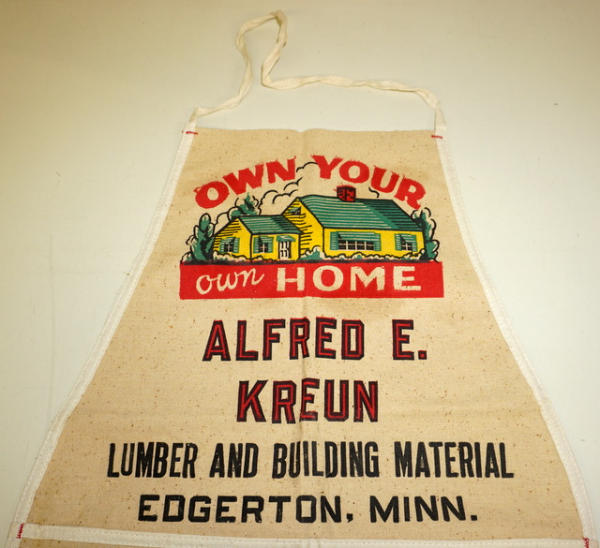 OWN YOUR
own HOME
ALFRED E.
KREUN
LUMBER AND BUILDING MATERIAL
EDGERTON, MINN.